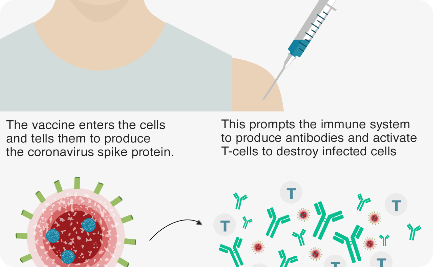 The vaccine enters the cells
and tells them to produce
the coronavirus spike protein.
This prompts the immune system
to produce antibodies and activate
T-cells to destroy infected cells
T
T
T
T